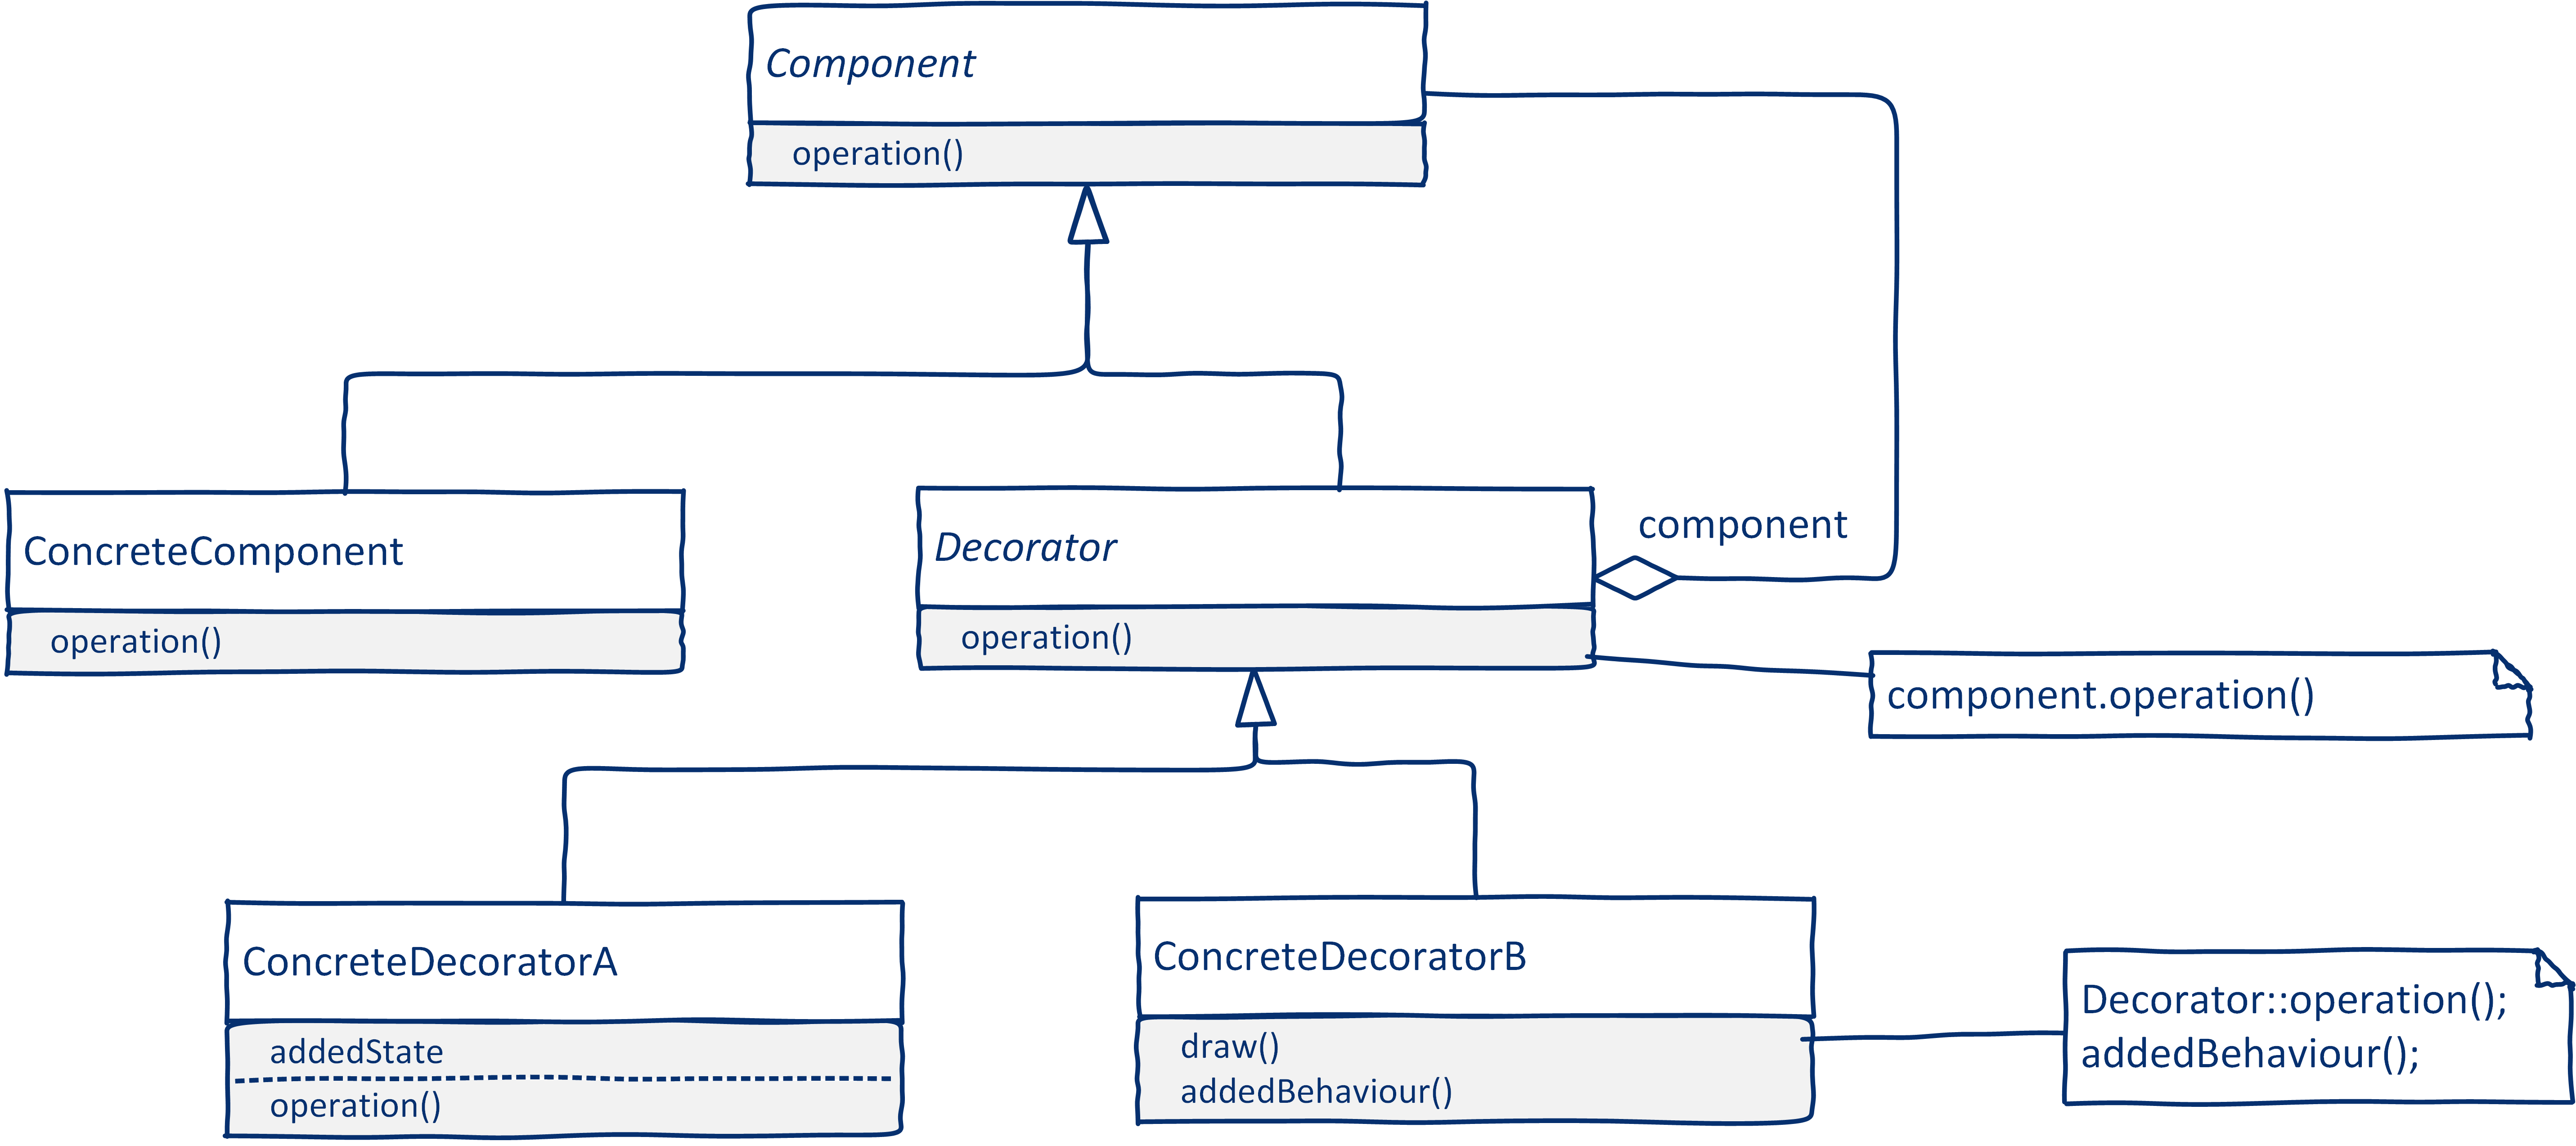 Component
operation()
ConcreteComponent
operation()
Decorator
operation()
component
component.operation()
ConcreteDecoratorA
addedState
operation()
ConcreteDecoratorB
draw()
addedBehaviour()
Decorator::operation();
addedBehaviour();